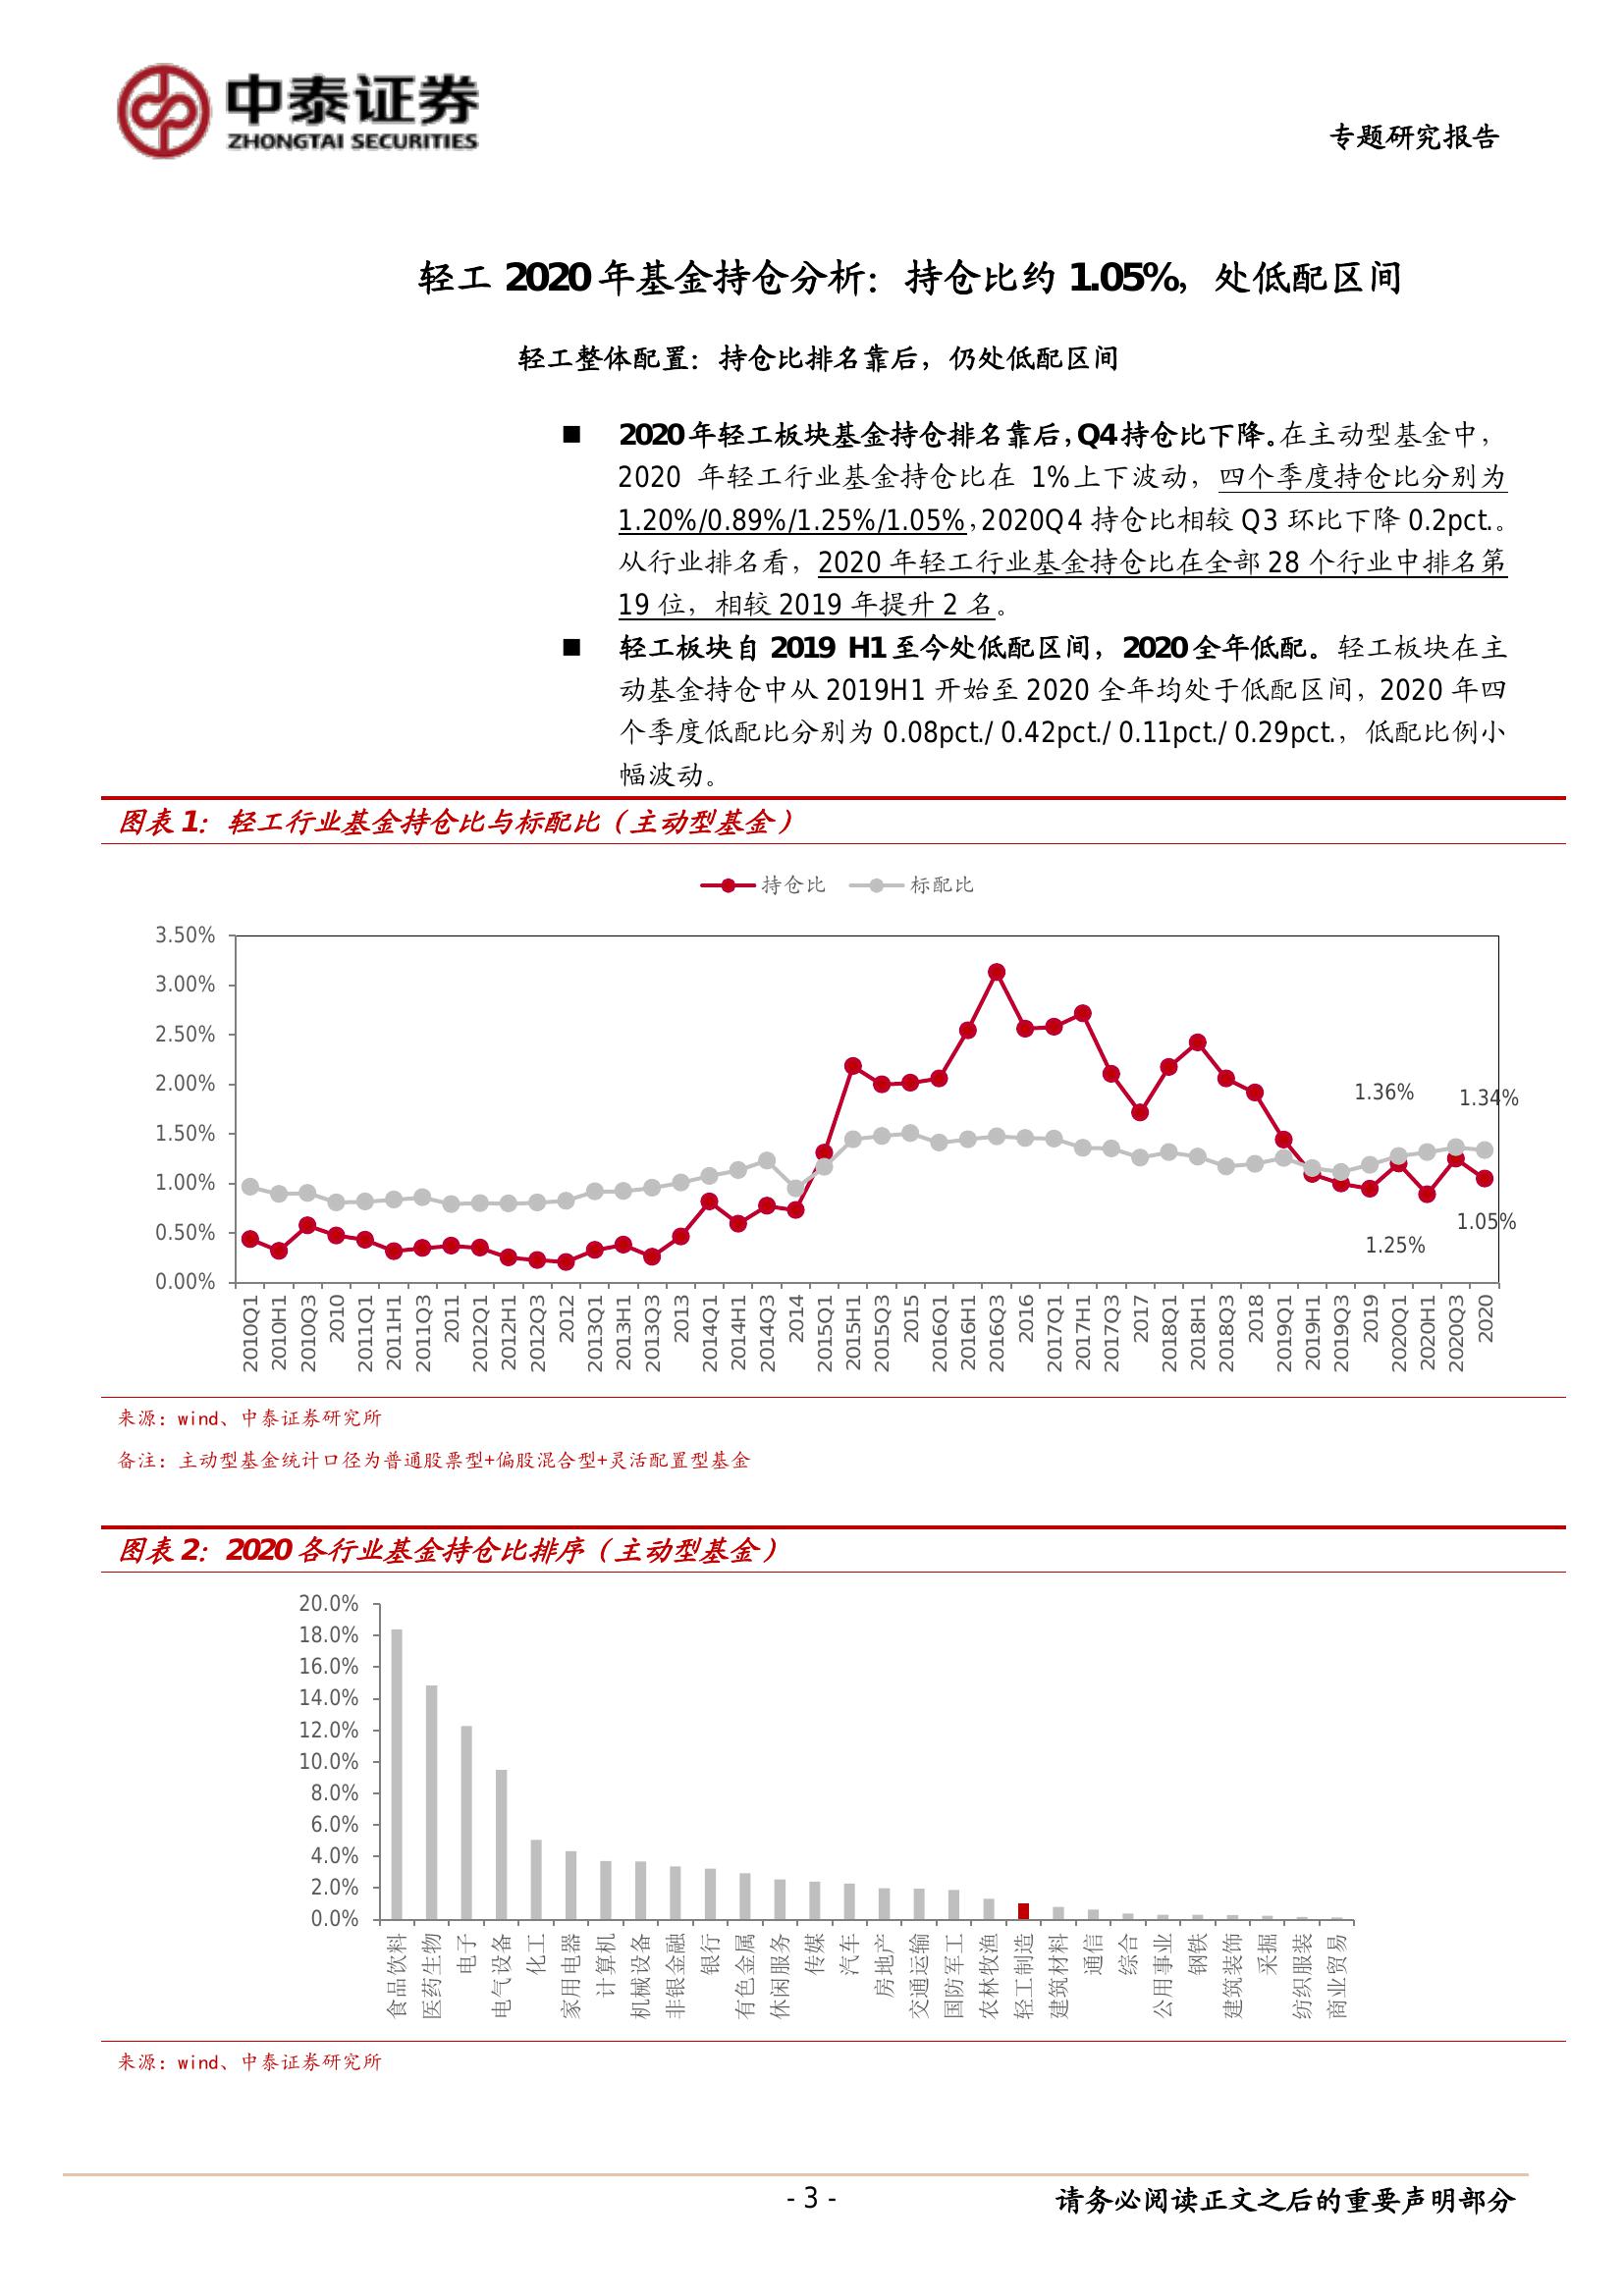 中泰证券
ZHONGTAI SECURITIES
专题研究报告
轻工 2020 年基金持仓分析：持仓比约 1.05%，处低配区间
轻工整体配置：持仓比排名靠后，仍处低配区间
■ 2020 年轻工板块基金持仓排名靠后，Q4 持仓比下降。在主动型基金中，
2020 年轻工行业基金持仓比在 1%上下波动，四个季度持仓比分别为
1.20%/0.89%/1.25%/1.05%，2020Q4 持仓比相较 Q3 环比下降 0.2pct.。
从行业排名看，2020 年轻工行业基金持仓比在全部 28 个行业中排名第
19 位，相较 2019 年提升 2 名。
■ 轻工板块自 2019 H1 至今处低配区间，2020 全年低配。轻工板块在主
动基金持仓中从 2019H1 开始至 2020 全年均处于低配区间，2020 年四
个季度低配比分别为 0.08pct./ 0.42pct./ 0.11pct./ 0.29pct.，低配比例小
幅波动。
图表 1：轻工行业基金持仓比与标配比（主动型基金）
持仓比 标配比
3.50%
3.00%
2.50%
2.00%
1.50%
1.00%
0.50%
0.00%
1.36%
1.34%
1.05%
1.25%
2010Q1
2010H1
2010Q3
2010
2011Q1
2011H1
2011Q3
2011
2012Q1
2012H1
2012Q3
2012
2013Q1
2013H1
2013Q3
2013
2014Q1
2014H1
2014Q3
2014
2015Q1
2015H1
2015Q3
2015
2016Q1
2016H1
2016Q3
2016
2017Q1
2017H1
2017Q3
2017
2018Q1
2018H1
2018Q3
2018
2019Q1
2019H1
2019Q3
2019
2020Q1
2020H1
2020Q3
2020
来源：wind、中泰证券研究所
备注：主动型基金统计口径为普通股票型+偏股混合型+灵活配置型基金
图表 2：2020 各行业基金持仓比排序（主动型基金）
20.0%
18.0%
16.0%
14.0%
12.0%
10.0%
8.0%
6.0%
4.0%
2.0%
0.0%
食品饮料
医药生物
电子
电气设备
化工
家用电器
计算机
机械设备
非银金融
银行
有色金属
休闲服务
传媒
汽车
房地产
交通运输
国防军工
农林牧渔
轻工制造
建筑材料
通信
综合
公用事业
钢铁
建筑装饰
采掘
纺织服装
商业贸易
来源：wind、中泰证券研究所
- 3 -
请务必阅读正文之后的重要声明部分